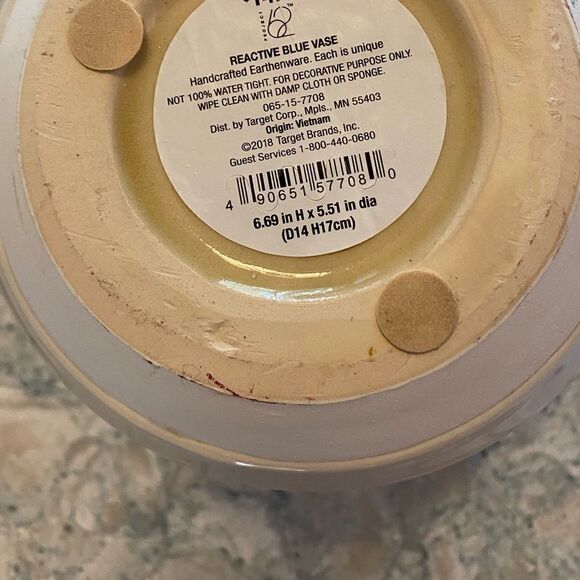 PROJECT 62™
REACTIVE BLUE VASE
Handcrafted Earthenware. Each is unique
NOT 100% WATER TIGHT. FOR DECORATIVE PURPOSE ONLY.
WIPE CLEAN WITH DAMP CLOTH OR SPONGE.
065-15-7708
Dist. by Target Corp., Mpls., MN 55403
Origin: Vietnam
©2018 Target Brands, Inc.
Guest Services 1-800-440-0680
4 90651 57708 0
6.69 in H x 5.51 in dia
(D14 H17cm)